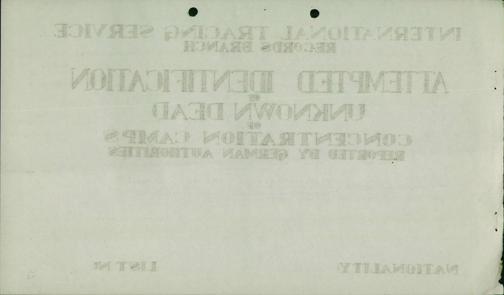 INTERNATIONAL TRACING SERVICE
RECORDS BRANCH
ATTEMPTED IDENTIFICATION
OF
UNKNOWN DEAD
OF
CONCENTRATION CAMPS
REPORTED BY GERMAN AUTHORITIES
NATIONALITY LIST Nº